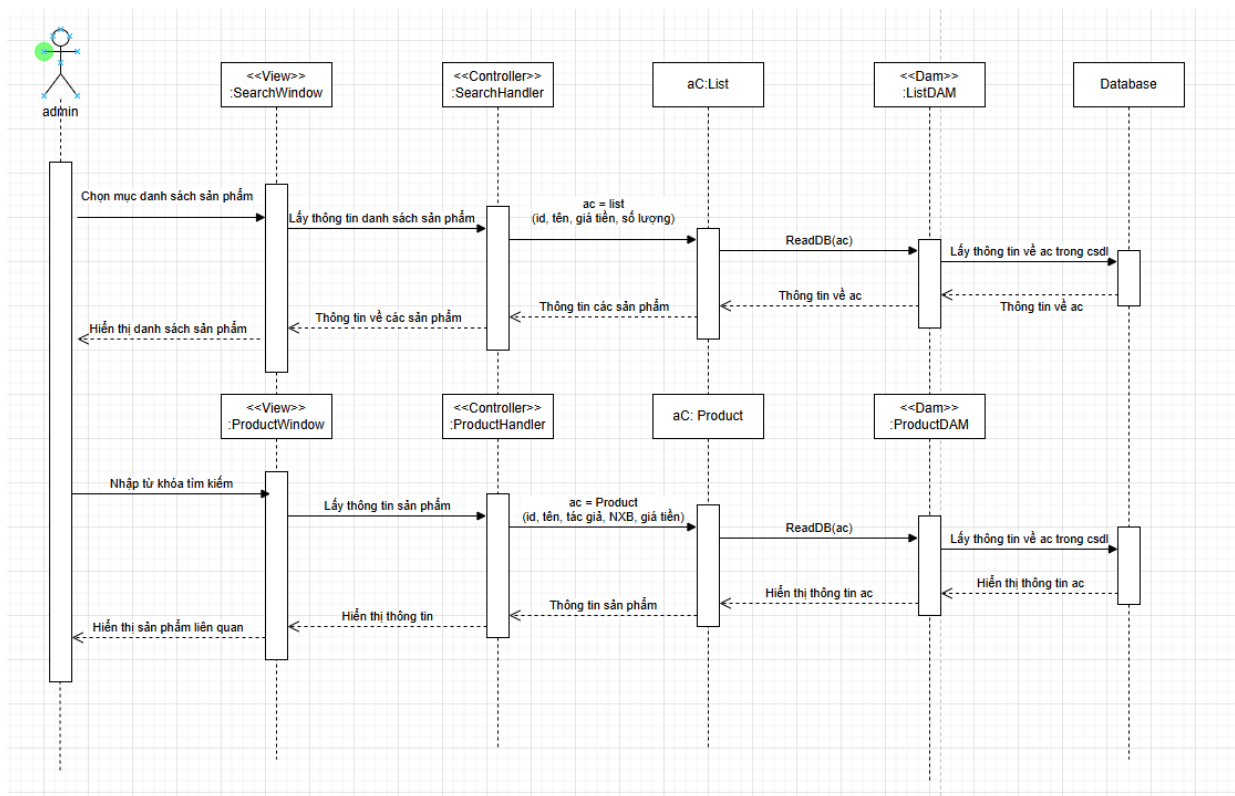 admin
<<View>>
:SearchWindow
<<Controller>>
:SearchHandler
aC:List
<<Dam>>
:ListDAM
Database
Chọn mục danh sách sản phẩm
Lấy thông tin danh sách sản phẩm
ac = list
(id, tên, giá tiền, số lượng)
ReadDB(ac)
Lấy thông tin về ac trong csdl
Thông tin về ac
Thông tin về ac
Thông tin các sản phẩm
Thông tin về các sản phẩm
Hiển thị danh sách sản phẩm
<<View>>
:ProductWindow
<<Controller>>
:ProductHandler
aC: Product
<<Dam>>
:ProductDAM
Nhập từ khóa tìm kiếm
Lấy thông tin sản phẩm
ac = Product
(id, tên, tác giả, NXB, giá tiền)
ReadDB(ac)
Lấy thông tin về ac trong csdl
Hiển thị thông tin ac
Hiển thị thông tin ac
Thông tin sản phẩm
Hiển thị thông tin
Hiển thị sản phẩm liên quan